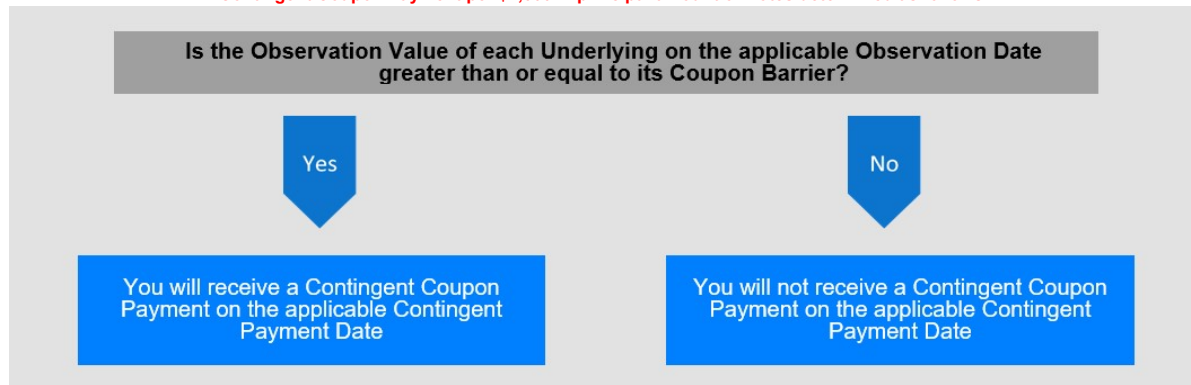 Is the Observation Value of each Underlying on the applicable Observation Date
greater than or equal to its Coupon Barrier?
Yes
No
You will receive a Contingent Coupon
Payment on the applicable Contingent
Payment Date
You will not receive a Contingent Coupon
Payment on the applicable Contingent
Payment Date